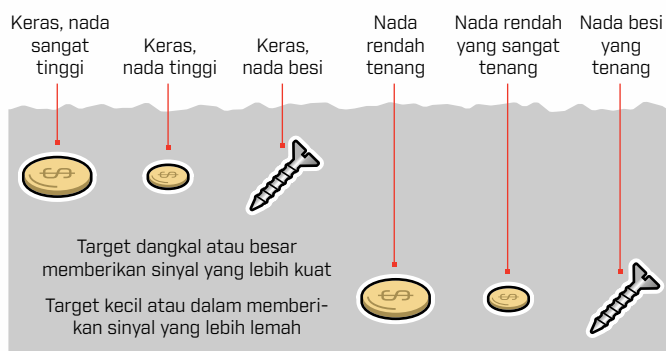 Keras, nada
sangat
tinggi
Keras,
nada tinggi
Keras,
nada besi
Nada
rendah
tenang
Nada rendah
yang sangat
tenang
Nada besi
yang
tenang
Target dangkal atau besar
memberikan sinyal yang lebih kuat
Target kecil atau dalam memberi-
kan sinyal yang lebih lemah